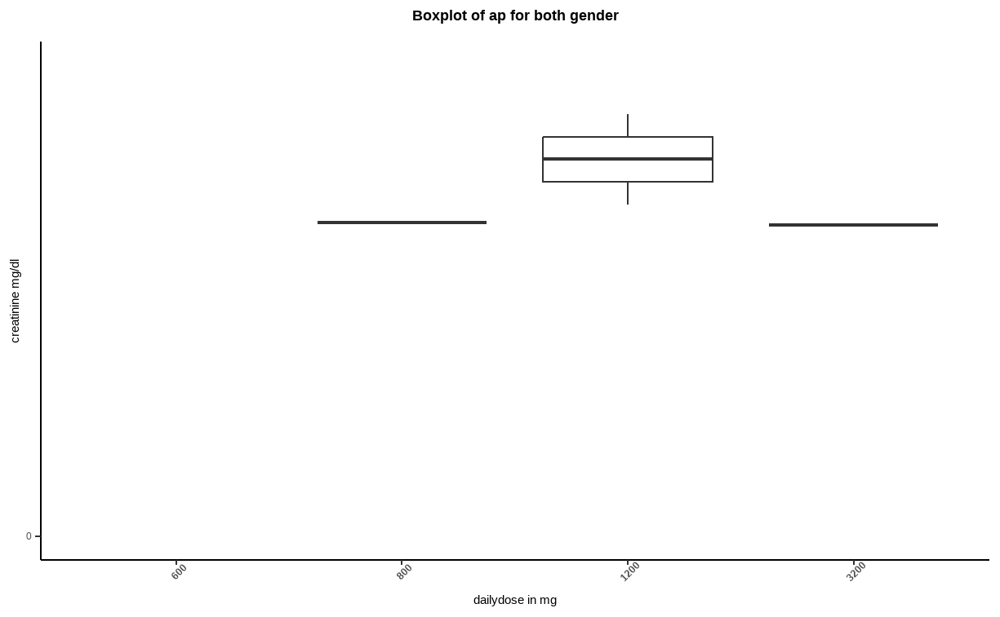 Boxplot of ap for both gender
creatinine mg/dl
0
600
800
1200
3200
dailydose in mg